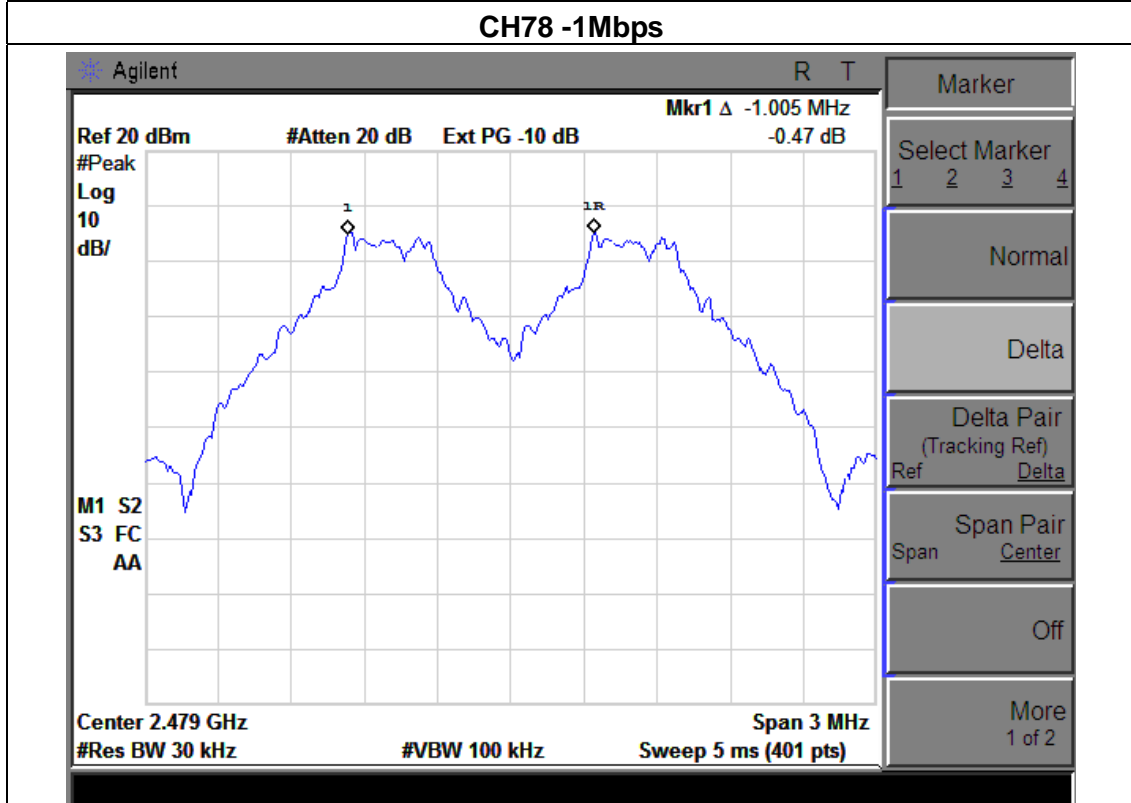 CH78 -1Mbps
Agilent R T
Mkr1 Δ -1.005 MHz
Ref 20 dBm #Atten 20 dB Ext PG -10 dB -0.47 dB
#Peak
Log
10
dB/
1
1R
M1 S2
S3 FC
AA
Center 2.479 GHz Span 3 MHz
#Res BW 30 kHz #VBW 100 kHz Sweep 5 ms (401 pts)
Marker
Select Marker
1 2 3 4
Normal
Delta
Delta Pair
(Tracking Ref)
Ref Delta
Span Pair
Span Center
Off
More
1 of 2